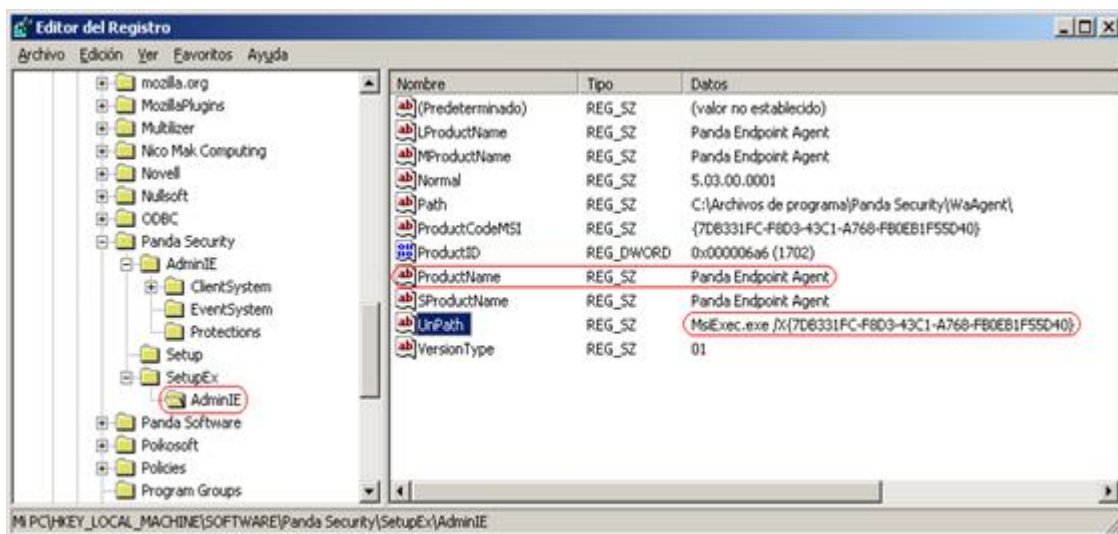 Editor del Registro
Archivo Edición Ver Favoritos Ayuda
mozilla.org
MozillaPlugins
Multilizer
Nico Mak Computing
Novell
Nullsoft
ODBC
Panda Security
AdminIE
ClientSystem
EventSystem
Protections
Setup
SetupEx
AdminIE
Panda Software
Poikosoft
Policies
Program Groups
Nombre Tipo Datos
(Predeterminado) REG_SZ (valor no establecido)
LProductName REG_SZ Panda Endpoint Agent
MProductName REG_SZ Panda Endpoint Agent
Normal REG_SZ 5.03.00.0001
Path REG_SZ C:\Archivos de programa\Panda Security\WaAgent\
ProductCodeMSI REG_SZ {7DB331FC-F8D3-43C1-A768-FB0EB1F55D40}
ProductID REG_DWORD 0x000006a6 (1702)
ProductName REG_SZ Panda Endpoint Agent
SProductName REG_SZ Panda Endpoint Agent
UnPath REG_SZ MsiExec.exe /X{7DB331FC-F8D3-43C1-A768-FB0EB1F55D40}
VersionType REG_SZ 01
Mi PC\HKEY_LOCAL_MACHINE\SOFTWARE\Panda Security\SetupEx\AdminIE